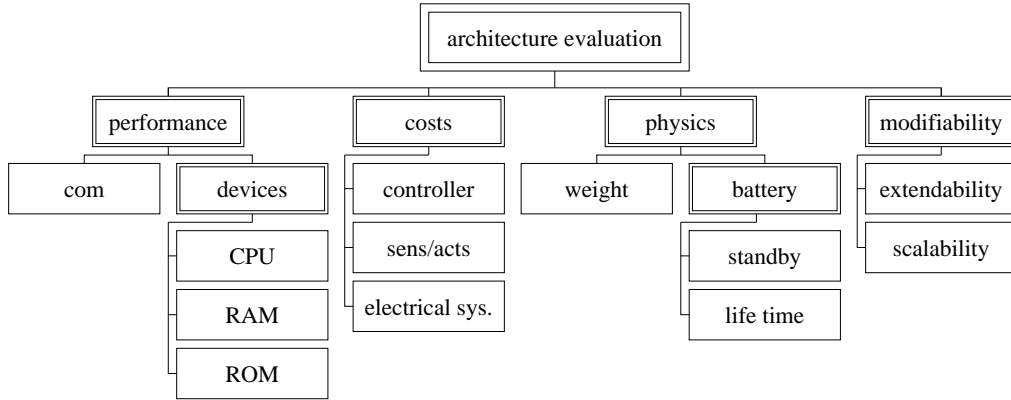 architecture evaluation
performance
costs
physics
modifiability
com
devices
controller
weight
battery
extendability
CPU
sens/acts
standby
scalability
RAM
electrical sys.
life time
ROM